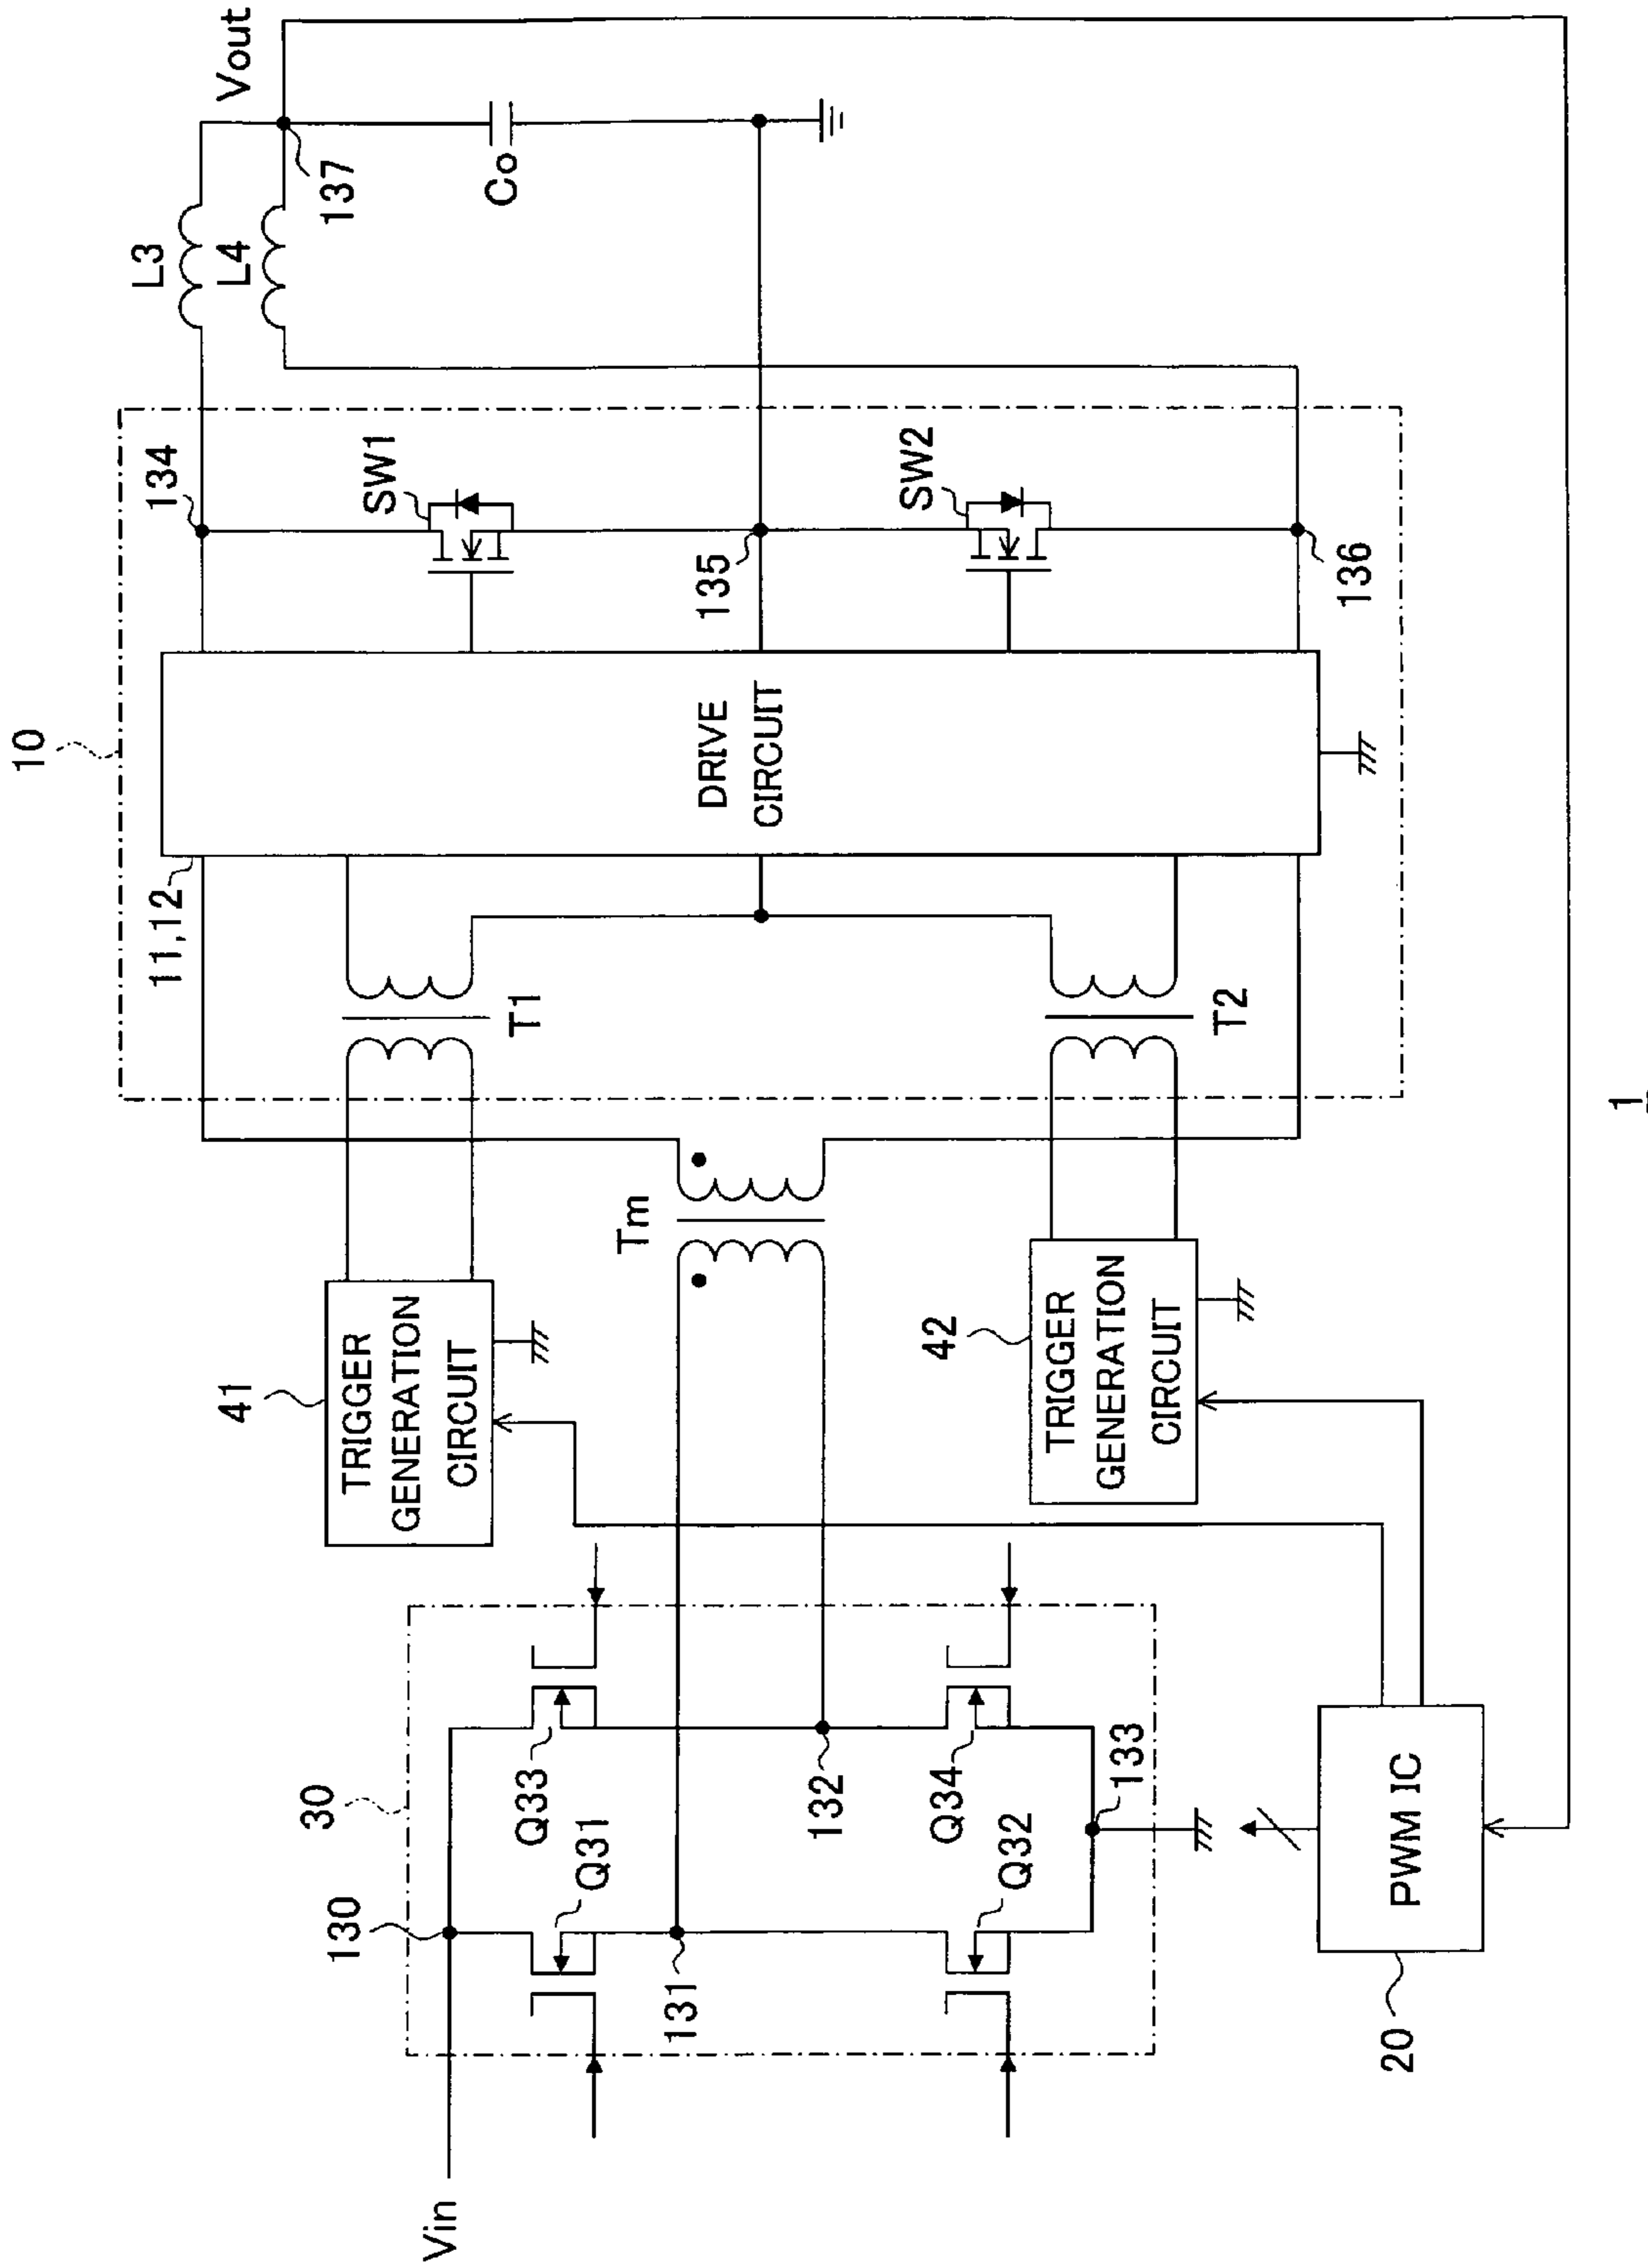 Vin
130
30
Q31
Q33
131
132
Q32
Q34
133
20
PWM IC
41
TRIGGER
GENERATION
CIRCUIT
42
TRIGGER
GENERATION
CIRCUIT
Tm
10
11,12
T1
T2
DRIVE
CIRCUIT
134
SW1
135
SW2
136
L3
L4
137
Vout
Co
1